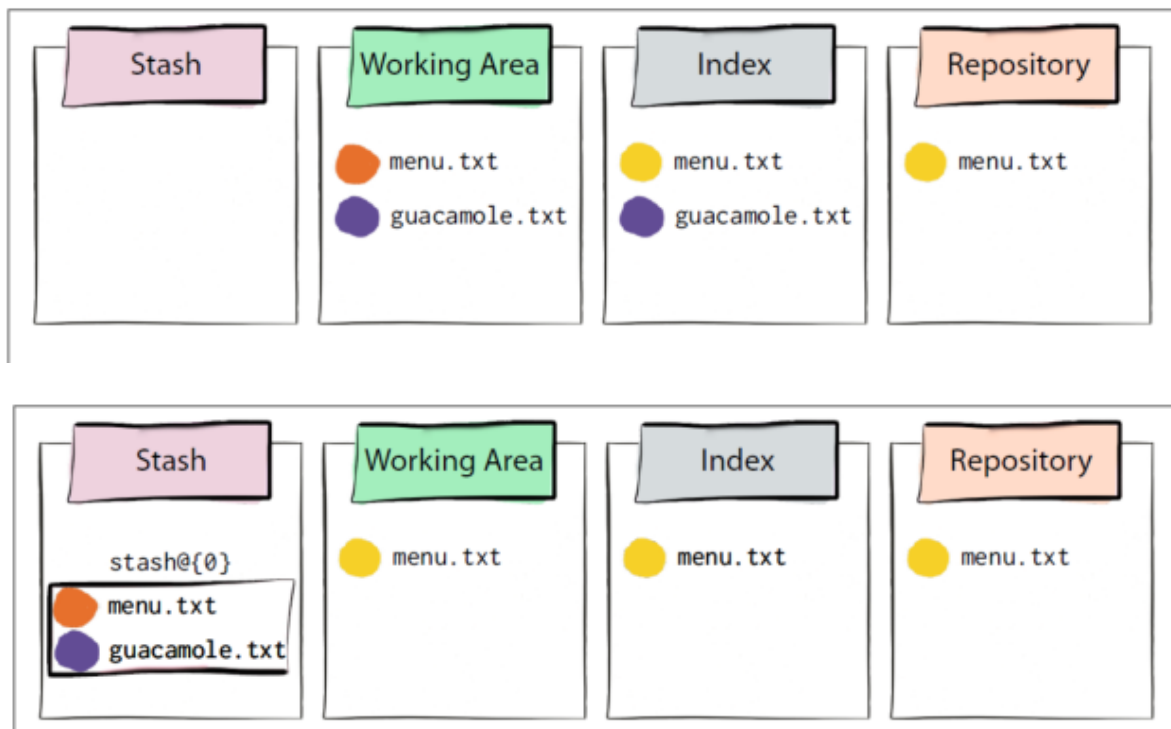 Stash Working Area Index Repository
menu.txt menu.txt menu.txt
guacamole.txt guacamole.txt
Stash Working Area Index Repository
stash@{0} menu.txt menu.txt menu.txt
menu.txt
guacamole.txt